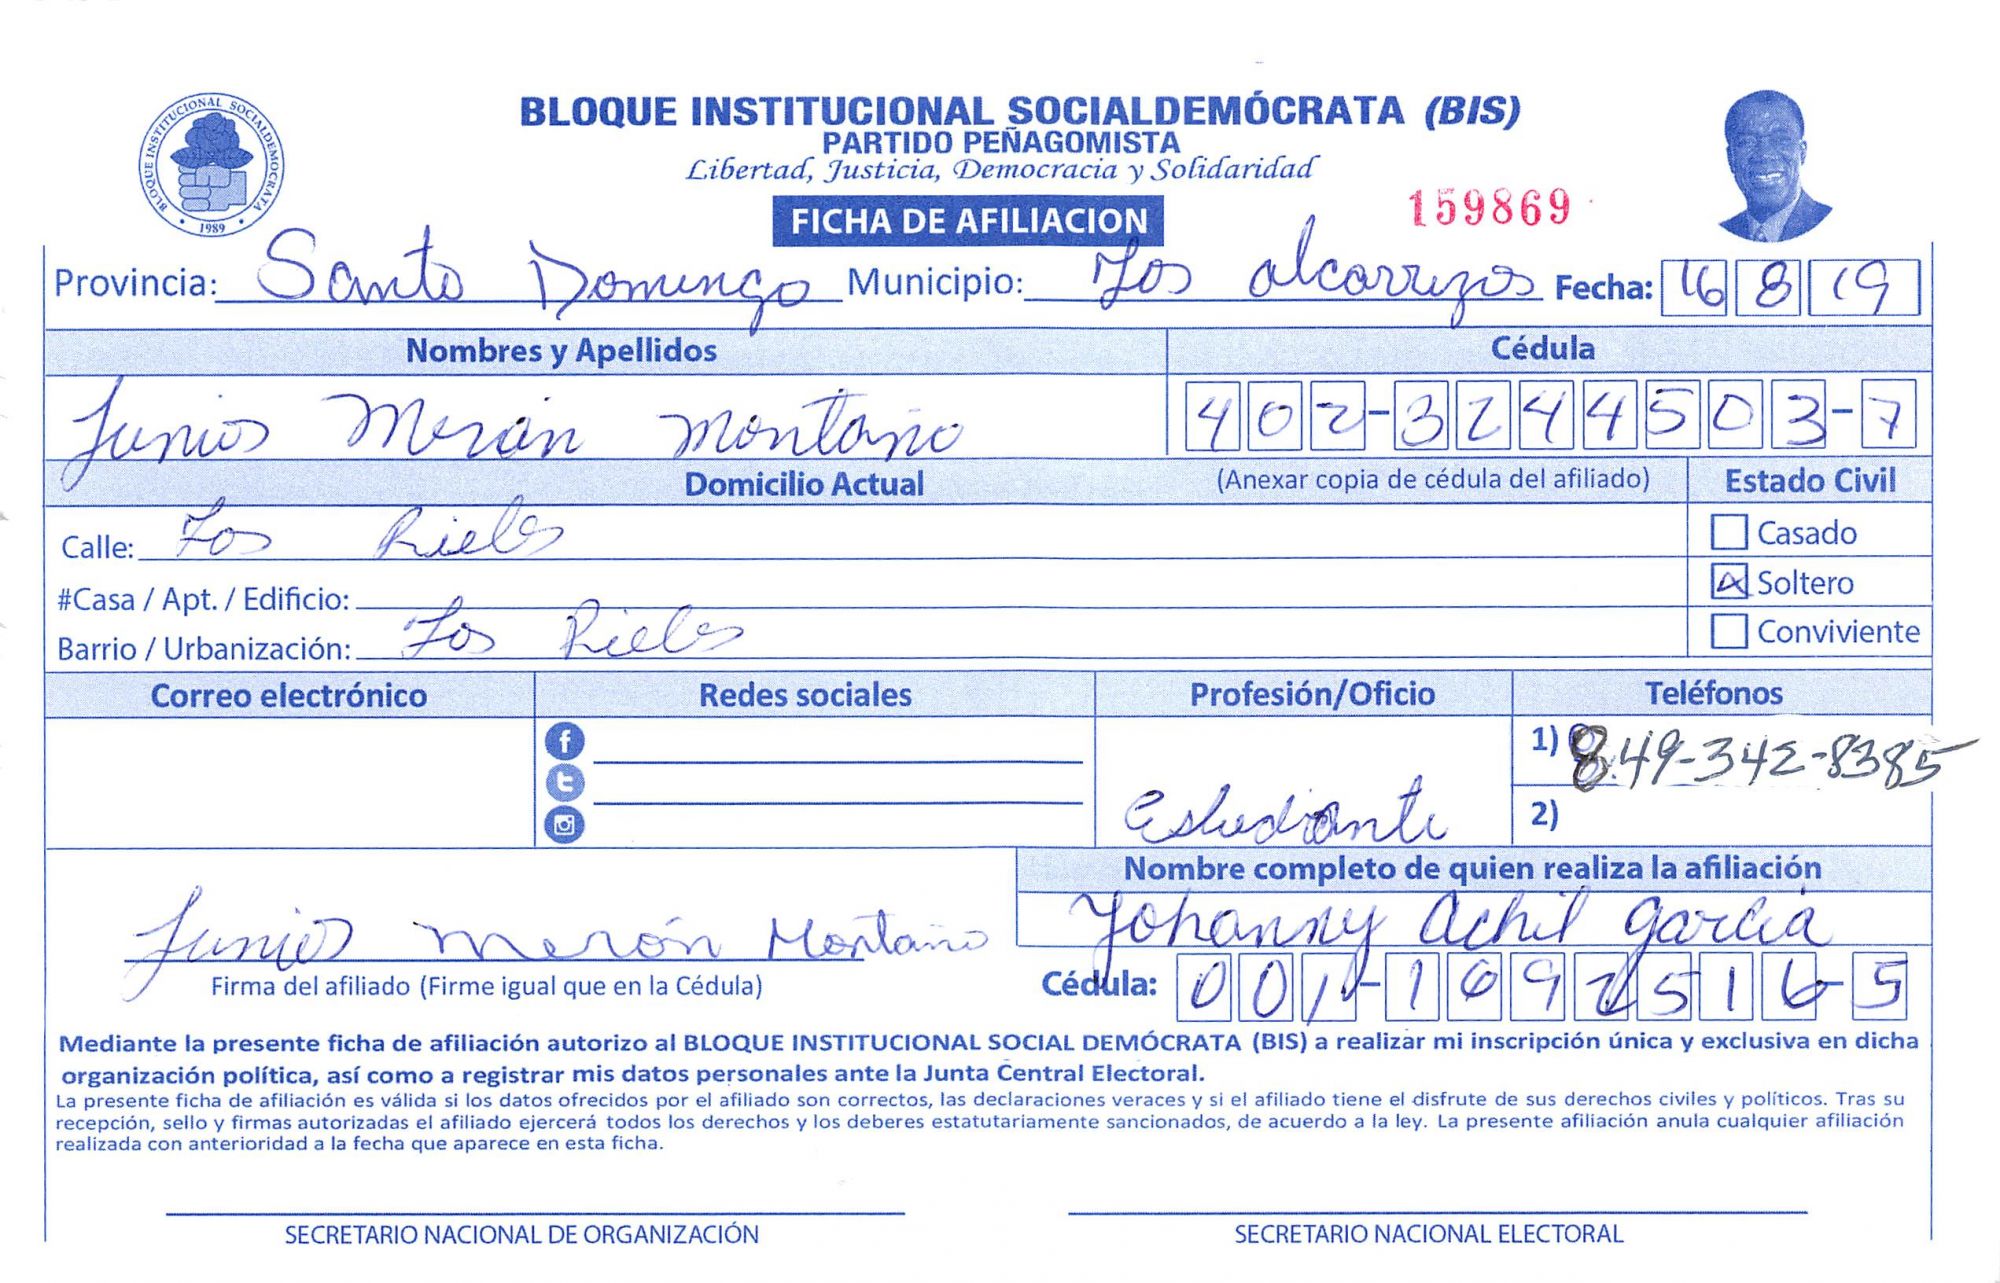 BLOQUE INSTITUCIONAL SOCIALDEMOCRATA
1989
BLOQUE INSTITUCIONAL SOCIALDEMÓCRATA (BIS)
PARTIDO PEÑAGOMISTA
Libertad, Justicia, Democracia y Solidaridad
FICHA DE AFILIACION
159869
Provincia: Santo Domingo Municipio: Los alcarrizos Fecha: 16 8 19
Nombres y Apellidos Cédula
Junior Merán Montaño 402-3244503-7
Domicilio Actual (Anexar copia de cédula del afiliado) Estado Civil
Calle: Los Rieles
Casado
#Casa / Apt. / Edificio:
Soltero
Barrio / Urbanización: Los Rieles
Conviviente
Correo electrónico Redes sociales Profesión/Oficio Teléfonos
1) 849-342-8385
Estudiante 2)
Nombre completo de quien realiza la afiliación
Junior Merán Montaño Yohanny Achil García
Firma del afiliado (Firme igual que en la Cédula) Cédula: 001-1692516-5
Mediante la presente ficha de afiliación autorizo al BLOQUE INSTITUCIONAL SOCIAL DEMÓCRATA (BIS) a realizar mi inscripción única y exclusiva en dicha
organización política, así como a registrar mis datos personales ante la Junta Central Electoral.
La presente ficha de afiliación es válida si los datos ofrecidos por el afiliado son correctos, las declaraciones veraces y si el afiliado tiene el disfrute de sus derechos civiles y políticos. Tras su
recepción, sello y firmas autorizadas el afiliado ejercerá todos los derechos y los deberes estatutariamente sancionados, de acuerdo a la ley. La presente afiliación anula cualquier afiliación
realizada con anterioridad a la fecha que aparece en esta ficha.
SECRETARIO NACIONAL DE ORGANIZACIÓN SECRETARIO NACIONAL ELECTORAL